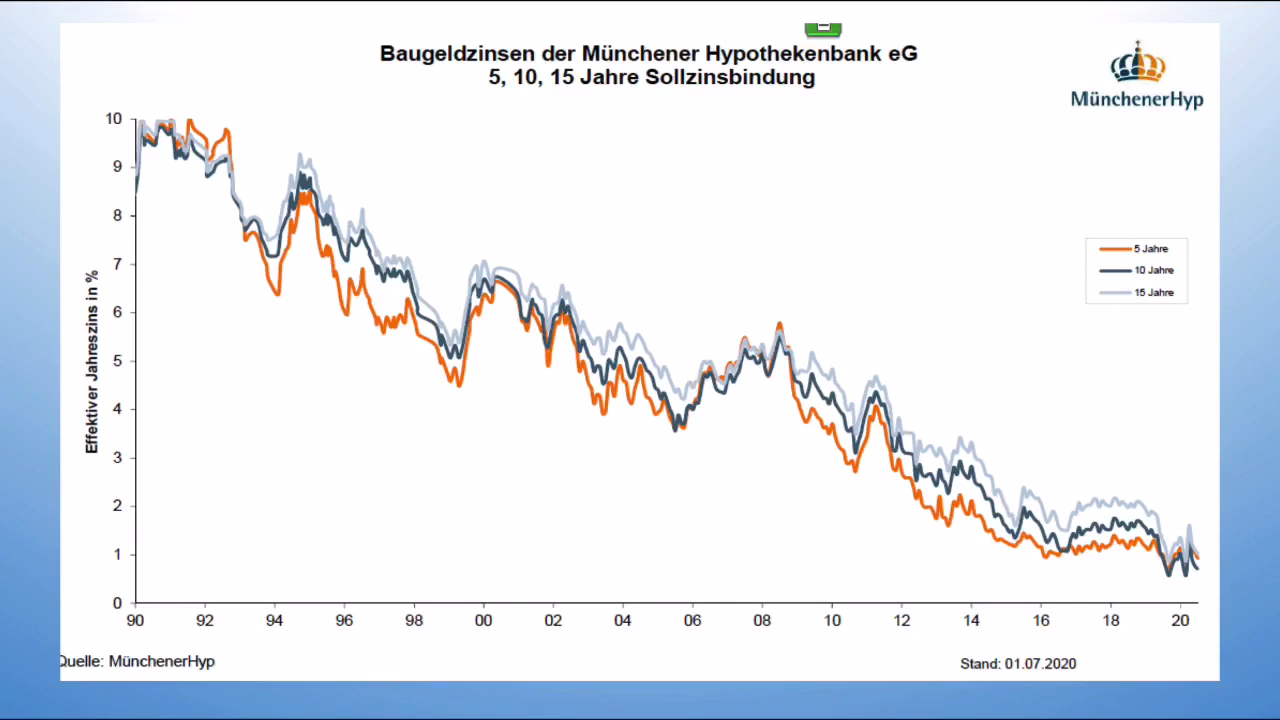 Baugeldzinsen der Münchener Hypothekenbank eG
5, 10, 15 Jahre Sollzinsbindung
MünchenerHyp
Effektiver Jahreszins in %
10
9
8
7
6
5
4
3
2
1
0
90 92 94 96 98 00 02 04 06 08 10 12 14 16 18 20
5 Jahre
10 Jahre
15 Jahre
Quelle: MünchenerHyp
Stand: 01.07.2020